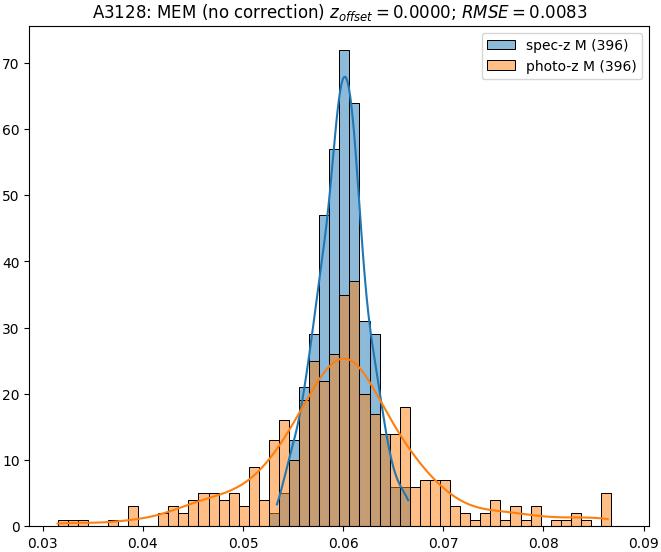 A3128: MEM (no correction) z_offset = 0.0000; RMSE = 0.0083
spec-z M (396)
photo-z M (396)
70
60
50
40
30
20
10
0
0.03 0.04 0.05 0.06 0.07 0.08 0.09